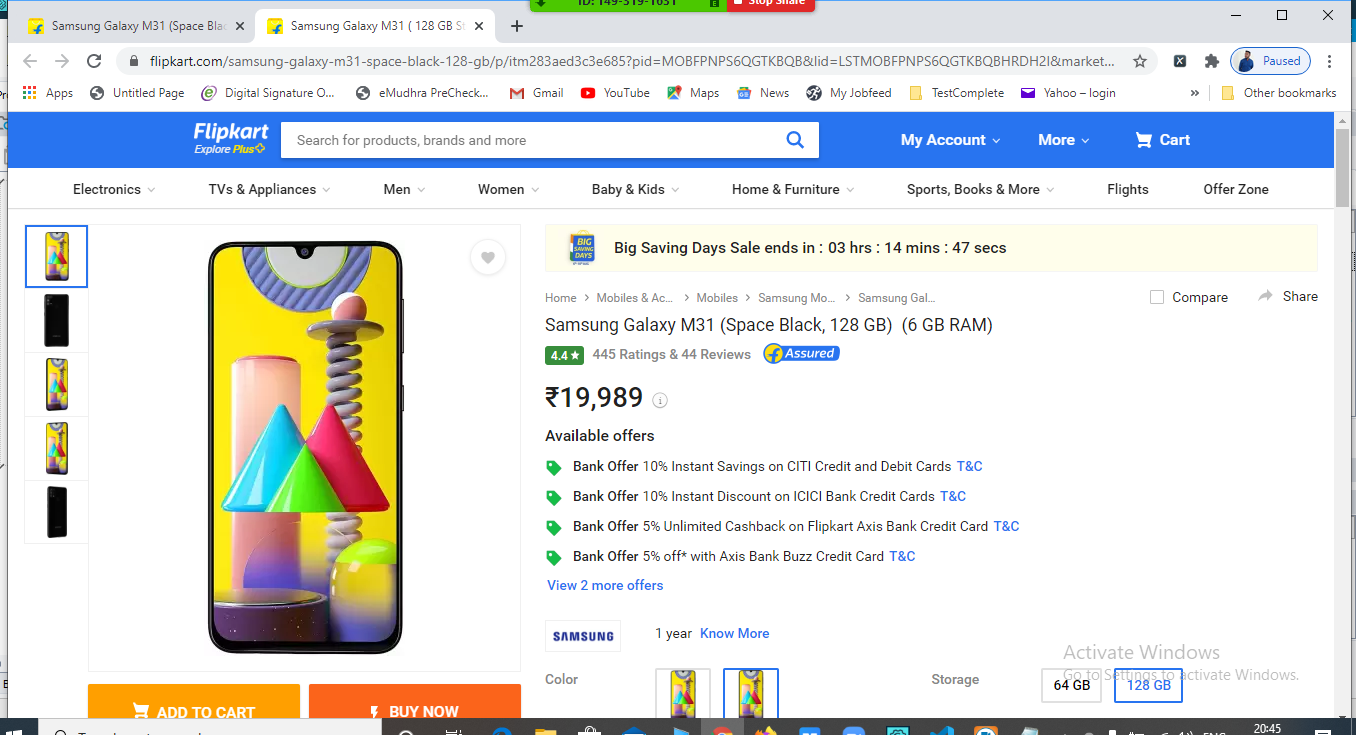 ID: 149-319-1631
Stop Share
Samsung Galaxy M31 (Space Bla
Samsung Galaxy M31 ( 128 GB St
flipkart.com/samsung-galaxy-m31-space-black-128-gb/p/itm283aed3c3e685?pid=MOBFPNPS6QGTKBQB&lid=LSTMOBFPNPS6QGTKBQBHRDH2I&market...
Paused
Apps Untitled Page Digital Signature O... eMudhra PreCheck... Gmail YouTube Maps News My Jobfeed TestComplete Yahoo – login » Other bookmarks
Flipkart
Explore Plus
Search for products, brands and more
My Account More Cart
Electronics TVs & Appliances Men Women Baby & Kids Home & Furniture Sports, Books & More Flights Offer Zone
BIG SAVING DAYS
Big Saving Days Sale ends in : 03 hrs : 14 mins : 47 secs
Home > Mobiles & Ac... > Mobiles > Samsung Mo... > Samsung Gal...
Compare Share
Samsung Galaxy M31 (Space Black, 128 GB) (6 GB RAM)
4.4★ 445 Ratings & 44 Reviews Assured
₹19,989
Available offers
Bank Offer 10% Instant Savings on CITI Credit and Debit Cards T&C
Bank Offer 10% Instant Discount on ICICI Bank Credit Cards T&C
Bank Offer 5% Unlimited Cashback on Flipkart Axis Bank Credit Card T&C
Bank Offer 5% off* with Axis Bank Buzz Credit Card T&C
View 2 more offers
SAMSUNG 1 year Know More
Activate Windows
Go to Settings to activate Windows.
Color Storage 64 GB 128 GB
ADD TO CART BUY NOW
20:45